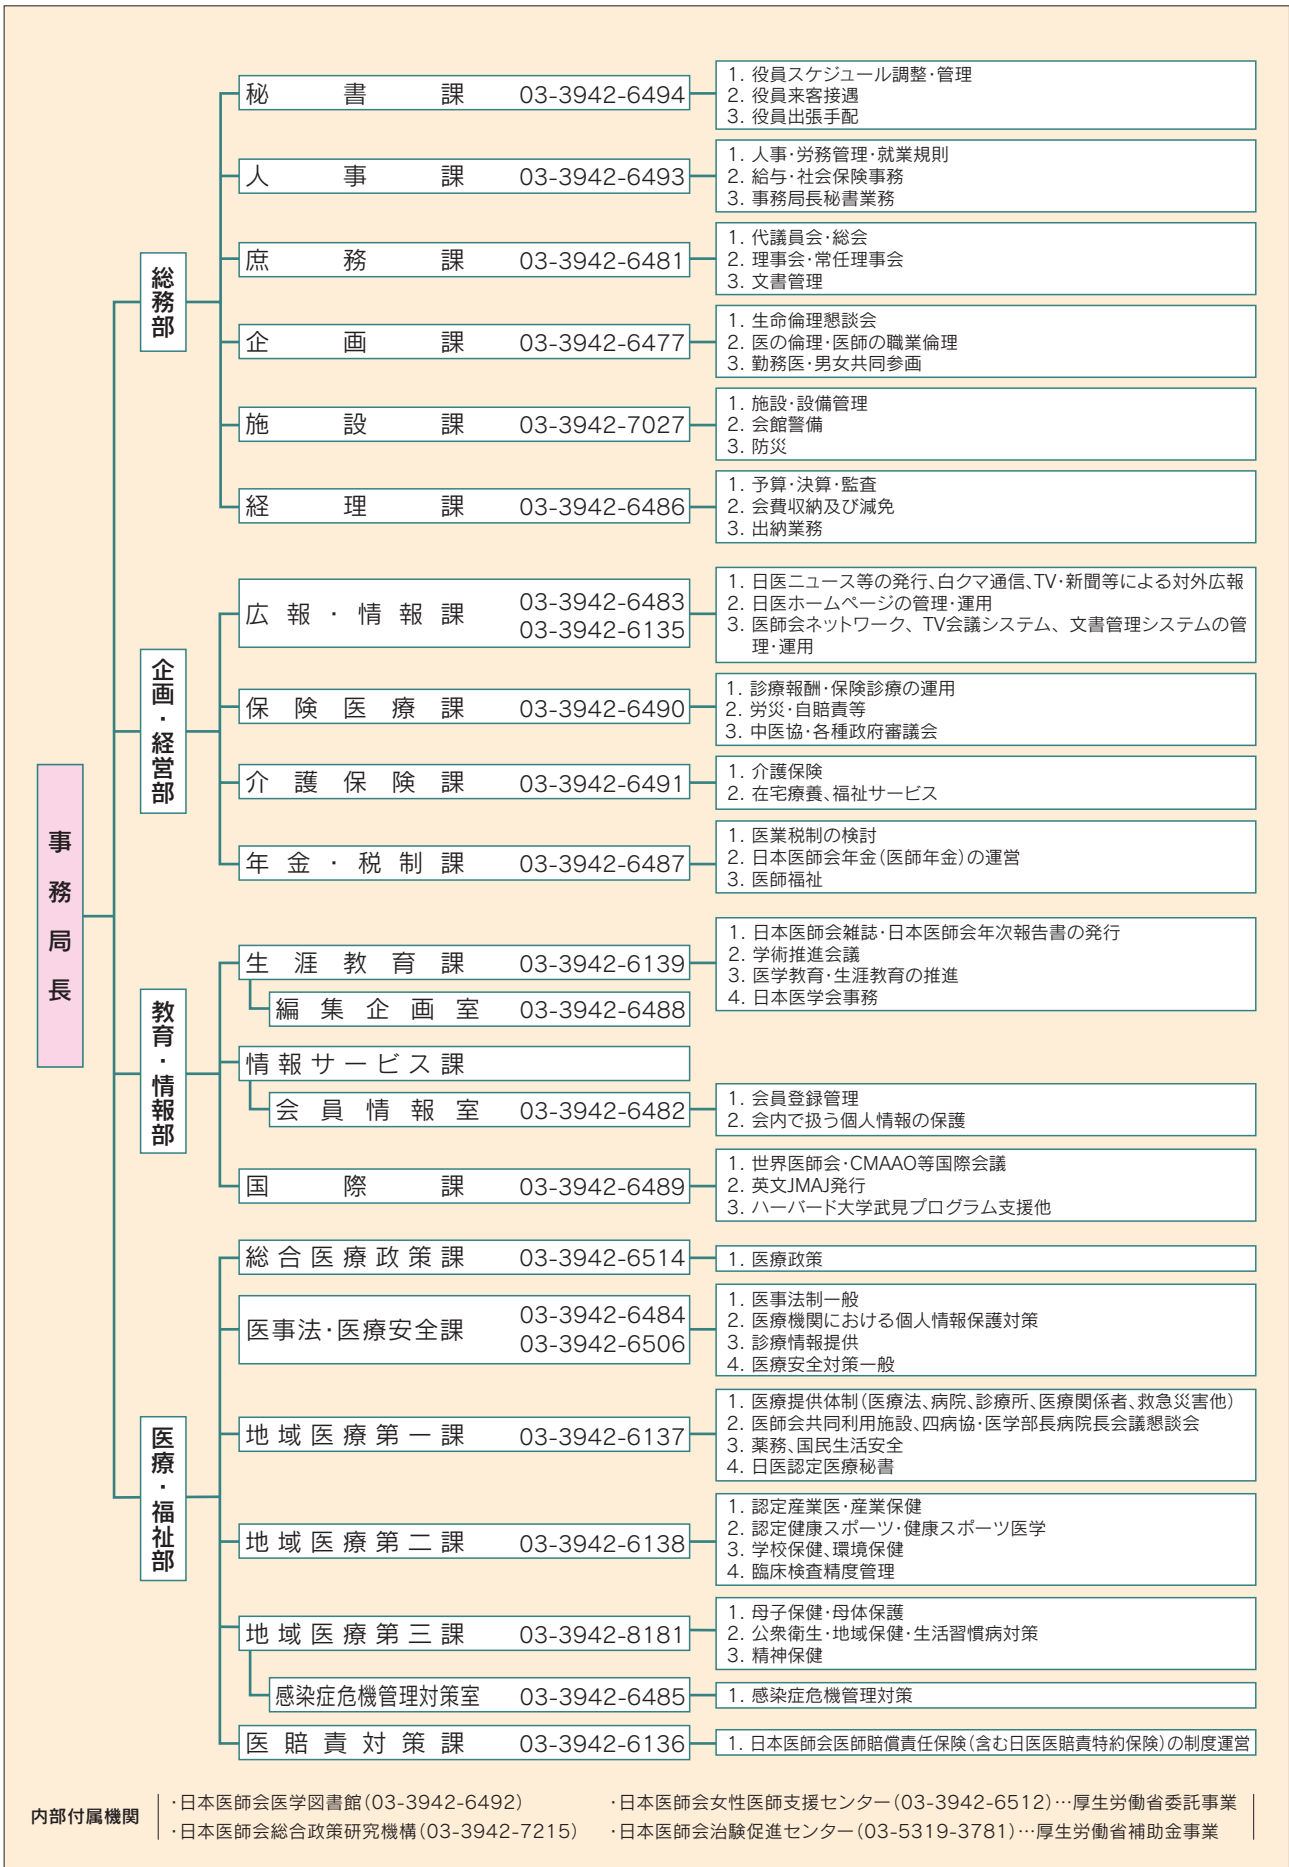 事務局長
総務部
秘書課 03-3942-6494
1. 役員スケジュール調整・管理
2. 役員来客接遇
3. 役員出張手配
人事課 03-3942-6493
1. 人事・労務管理・就業規則
2. 給与・社会保険事務
3. 事務局長秘書業務
庶務課 03-3942-6481
1. 代議員会・総会
2. 理事会・常任理事会
3. 文書管理
企画課 03-3942-6477
1. 生命倫理懇談会
2. 医の倫理・医師の職業倫理
3. 勤務医・男女共同参画
施設課 03-3942-7027
1. 施設・設備管理
2. 会館警備
3. 防災
経理課 03-3942-6486
1. 予算・決算・監査
2. 会費収納及び減免
3. 出納業務
企画・経営部
広報・情報課 03-3942-6483
03-3942-6135
1. 日医ニュース等の発行、白クマ通信、TV・新聞等による対外広報
2. 日医ホームページの管理・運用
3. 医師会ネットワーク、TV会議システム、文書管理システムの管
理・運用
保険医療課 03-3942-6490
1. 診療報酬・保険診療の運用
2. 労災・自賠責等
3. 中医協・各種政府審議会
介護保険課 03-3942-6491
1. 介護保険
2. 在宅療養、福祉サービス
年金・税制課 03-3942-6487
1. 医業税制の検討
2. 日本医師会年金(医師年金)の運営
3. 医師福祉
教育・情報部
生涯教育課 03-3942-6139
編集企画室 03-3942-6488
1. 日本医師会雑誌・日本医師会年次報告書の発行
2. 学術推進会議
3. 医学教育・生涯教育の推進
4. 日本医学会事務
情報サービス課
会員情報室 03-3942-6482
1. 会員登録管理
2. 会内で扱う個人情報の保護
国際課 03-3942-6489
1. 世界医師会・CMAAO等国際会議
2. 英文JMAJ発行
3. ハーバード大学武見プログラム支援他
医療・福祉部
総合医療政策課 03-3942-6514
1. 医療政策
医事法・医療安全課 03-3942-6484
03-3942-6506
1. 医事法制一般
2. 医療機関における個人情報保護対策
3. 診療情報提供
4. 医療安全対策一般
地域医療第一課 03-3942-6137
1. 医療提供体制(医療法、病院、診療所、医療関係者、救急災害他)
2. 医師会共同利用施設、四病協・医学部長病院長会議懇談会
3. 薬務、国民生活安全
4. 日医認定医療秘書
地域医療第二課 03-3942-6138
1. 認定産業医・産業保健
2. 認定健康スポーツ・健康スポーツ医学
3. 学校保健、環境保健
4. 臨床検査精度管理
地域医療第三課 03-3942-8181
1. 母子保健・母体保護
2. 公衆衛生・地域保健・生活習慣病対策
3. 精神保健
感染症危機管理対策室 03-3942-6485
1. 感染症危機管理対策
医賠責対策課 03-3942-6136
1. 日本医師会医師賠償責任保険(含む日医医賠責特約保険)の制度運営
内部付属機関
・日本医師会医学図書館(03-3942-6492) ・日本医師会女性医師支援センター(03-3942-6512)…厚生労働省委託事業
・日本医師会総合政策研究機構(03-3942-7215) ・日本医師会治験促進センター(03-5319-3781)…厚生労働省補助金事業